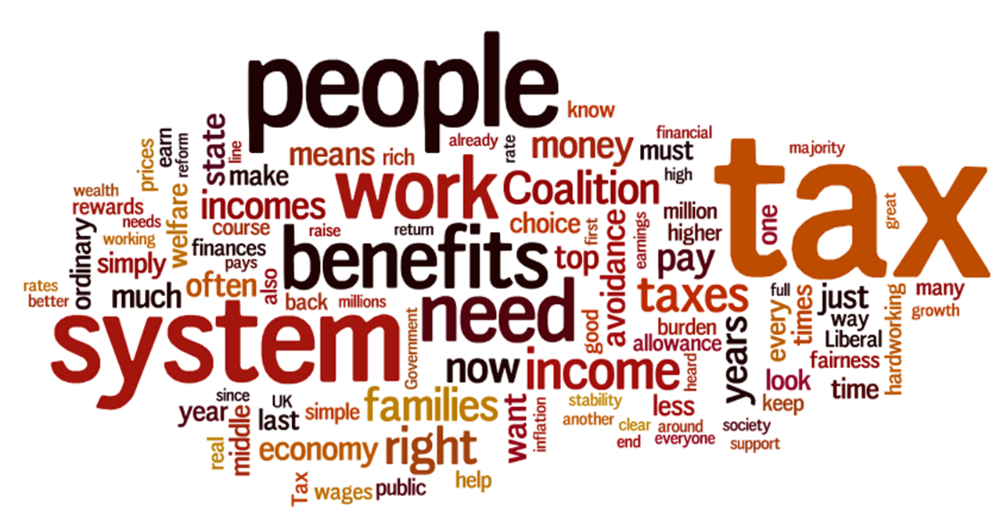 people
know
tax
majority
financial
already
rate
money
must
high
means
rich
state
line
make
earn
reform
prices
wealth
rewards
needs
working
simply
ordinary
welfare
incomes
course
work
Coalition
raise
return
choice
first
avoidance
earnings
million
higher
one
great
finances
pays
benefits
top
pay
rates
better
much
often
also
back
millions
need
good
taxes
burden
allowance
years
full
every
times
just
way
Liberal
fairness
hardworking
many
growth
system
Government
now
income
heard
look
keep
time
since
year
middle
UK
last
simple
families
want
inflation
stability
another
clear
end
less
around
everyone
society
support
real
economy
right
Tax
wages
public
help